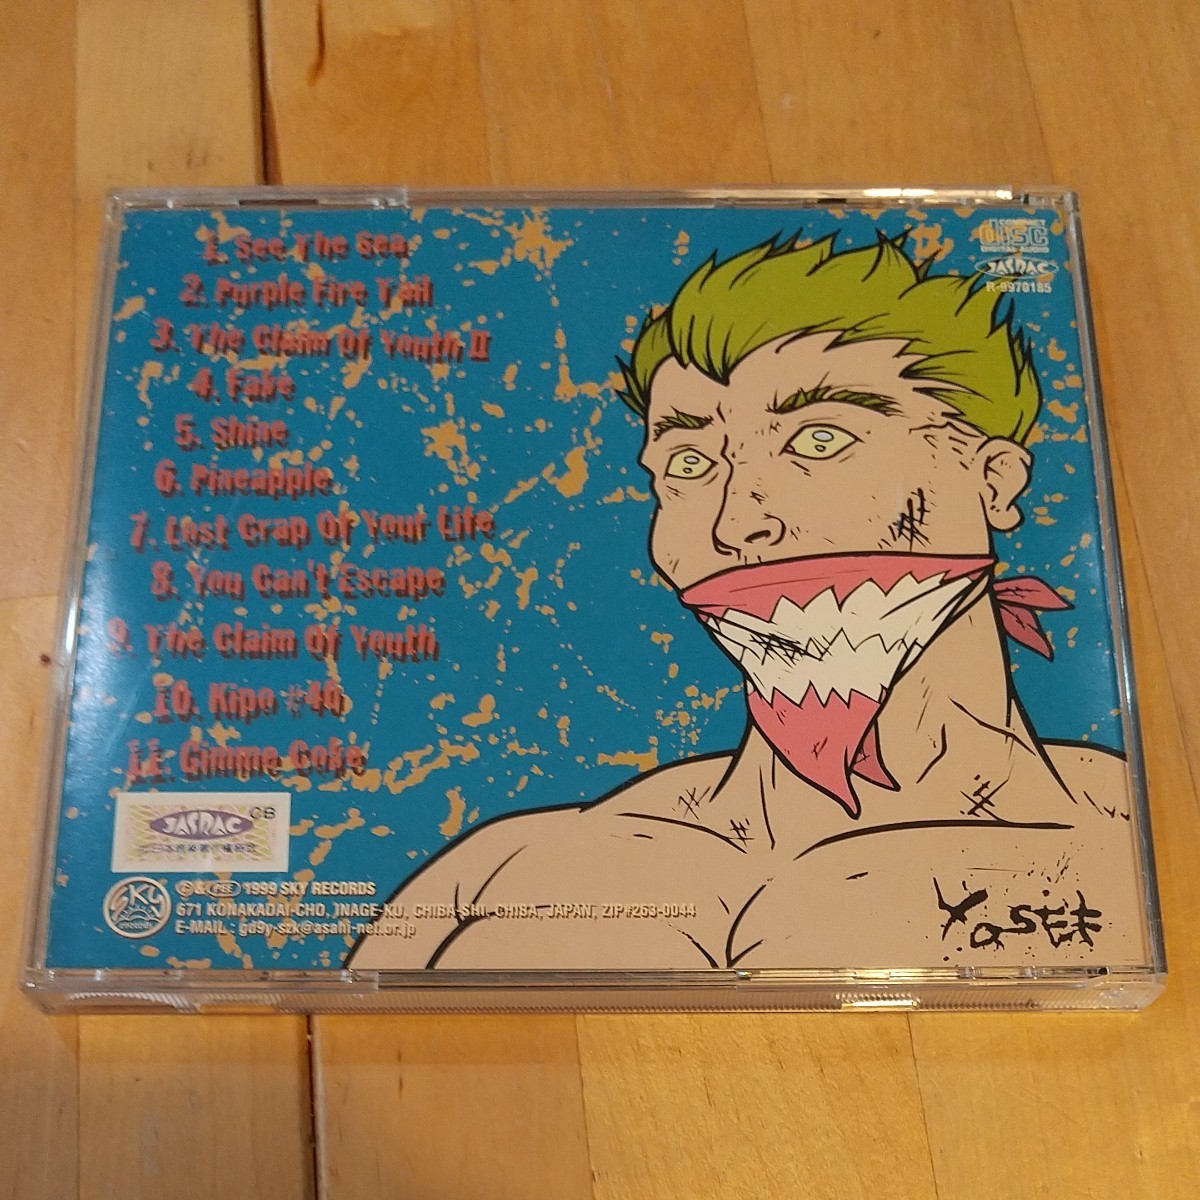 1. See The Sea
2. Purple Fire Tail
3. The Claim Of Youth II
4. Fake
5. Shine
6. Pineapple
7. Lost Crap Of Your Life
8. You Can't Escape
9. The Claim Of Youth
10. Kipo #46
11. Gimme Coke
COMPACT
disc
DIGITAL AUDIO
JASRAC
R-9970185
CB
JASRAC
SKY
records
© & PEE 1999 SKY RECORDS
671 KONAKADAI-CHO, INAGE-KU, CHIBA-SHI, CHIBA, JAPAN, ZIP#263-0044
E-MAIL : gd9y-szk@asahi-net.or.jp